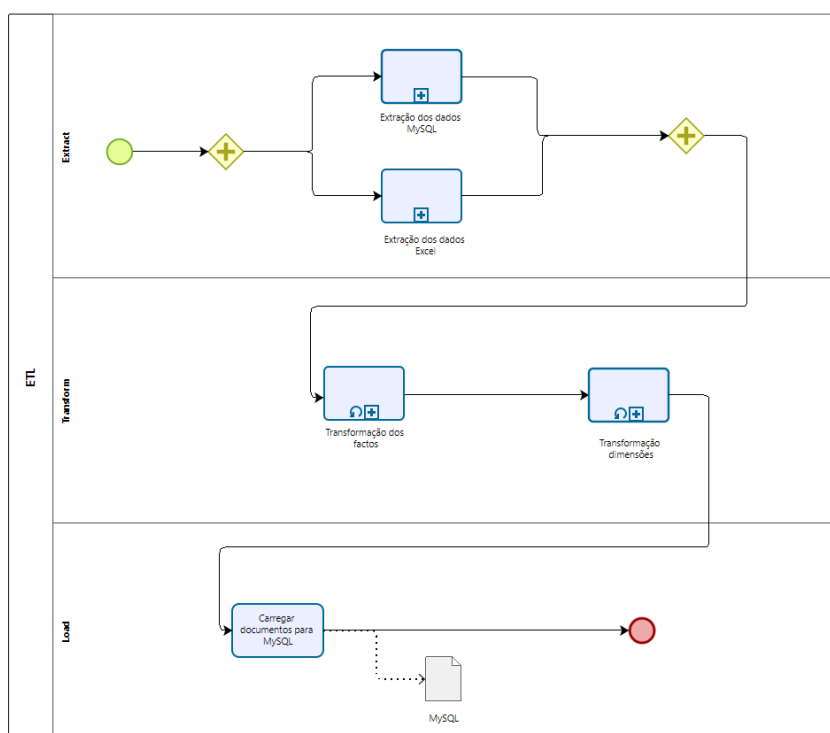 ETL
Extract
Extração dos dados
MySQL
Extração dos dados
Excel
Transform
Transformação dos
factos
Transformação
dimensões
Load
Carregar
documentos para
MySQL
MySQL